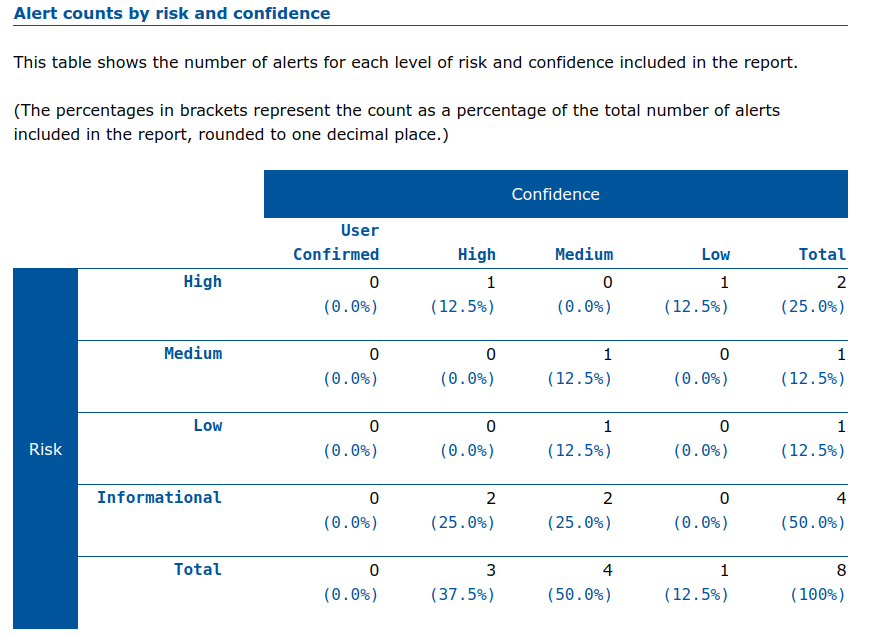 Alert counts by risk and confidence
This table shows the number of alerts for each level of risk and confidence included in the report.
(The percentages in brackets represent the count as a percentage of the total number of alerts
included in the report, rounded to one decimal place.)
Confidence
User
Confirmed High Medium Low Total
High 0 1 0 1 2
(0.0%) (12.5%) (0.0%) (12.5%) (25.0%)
Medium 0 0 1 0 1
(0.0%) (0.0%) (12.5%) (0.0%) (12.5%)
Low 0 0 1 0 1
Risk (0.0%) (0.0%) (12.5%) (0.0%) (12.5%)
Informational 0 2 2 0 4
(0.0%) (25.0%) (25.0%) (0.0%) (50.0%)
Total 0 3 4 1 8
(0.0%) (37.5%) (50.0%) (12.5%) (100%)